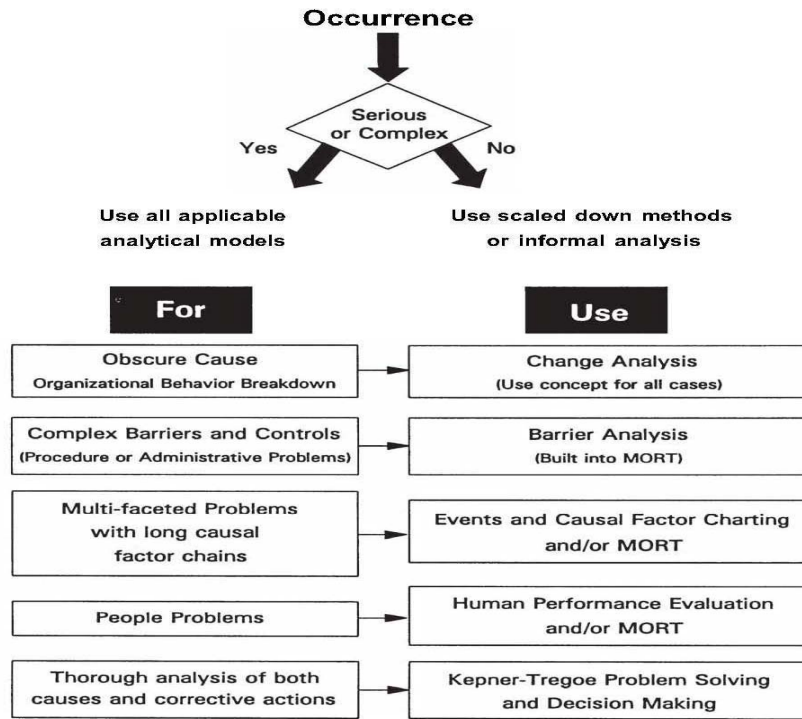 Occurrence
Serious
or Complex
Yes
No
Use all applicable
analytical models
Use scaled down methods
or informal analysis
For
Use
Obscure Cause
Organizational Behavior Breakdown
Change Analysis
(Use concept for all cases)
Complex Barriers and Controls
(Procedure or Administrative Problems)
Barrier Analysis
(Built into MORT)
Multi-faceted Problems
with long causal
factor chains
Events and Causal Factor Charting
and/or MORT
People Problems
Human Performance Evaluation
and/or MORT
Thorough analysis of both
causes and corrective actions
Kepner-Tregoe Problem Solving
and Decision Making